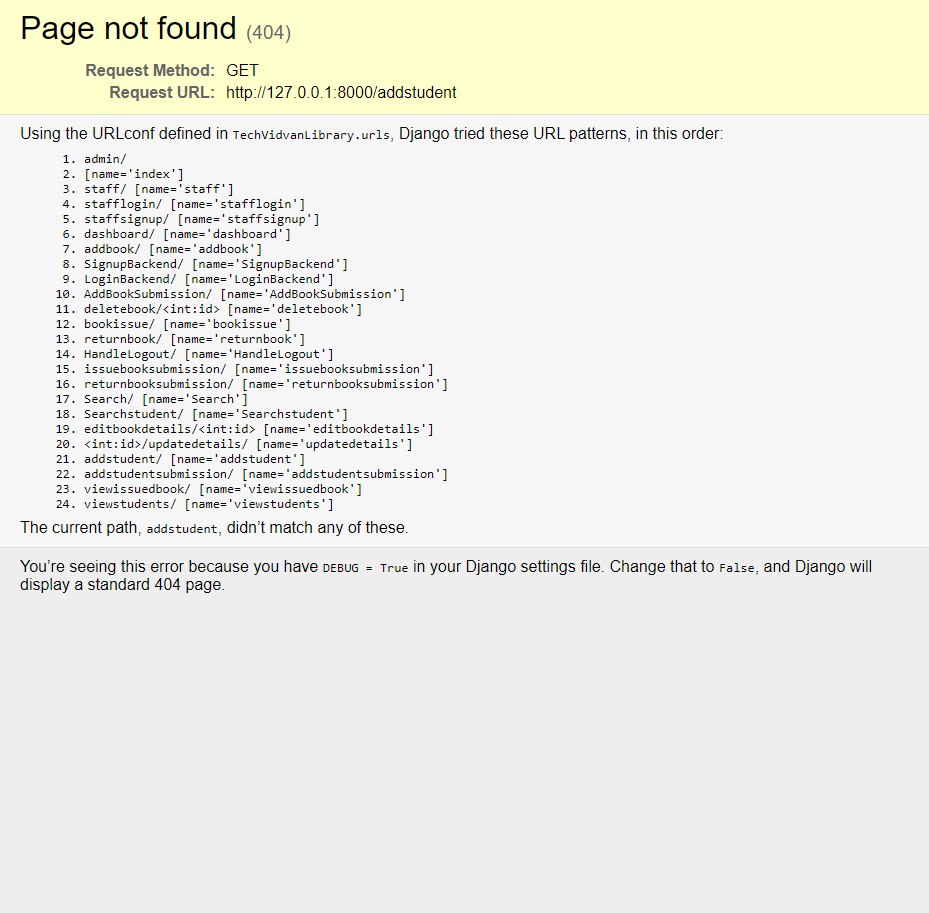 Page not found (404)
Request Method: GET
Request URL: http://127.0.0.1:8000/addstudent
Using the URLconf defined in TechVidvanLibrary.urls, Django tried these URL patterns, in this order:
1. admin/
2. [name='index']
3. staff/ [name='staff']
4. stafflogin/ [name='stafflogin']
5. staffsignup/ [name='staffsignup']
6. dashboard/ [name='dashboard']
7. addbook/ [name='addbook']
8. SignupBackend/ [name='SignupBackend']
9. LoginBackend/ [name='LoginBackend']
10. AddBookSubmission/ [name='AddBookSubmission']
11. deletebook/<int:id> [name='deletebook']
12. bookissue/ [name='bookissue']
13. returnbook/ [name='returnbook']
14. HandleLogout/ [name='HandleLogout']
15. issuebooksubmission/ [name='issuebooksubmission']
16. returnbooksubmission/ [name='returnbooksubmission']
17. Search/ [name='Search']
18. Searchstudent/ [name='Searchstudent']
19. editbookdetails/<int:id> [name='editbookdetails']
20. <int:id>/updatedetails/ [name='updatedetails']
21. addstudent/ [name='addstudent']
22. addstudentsubmission/ [name='addstudentsubmission']
23. viewissuedbook/ [name='viewissuedbook']
24. viewstudents/ [name='viewstudents']
The current path, addstudent, didn’t match any of these.
You’re seeing this error because you have DEBUG = True in your Django settings file. Change that to False, and Django will
display a standard 404 page.